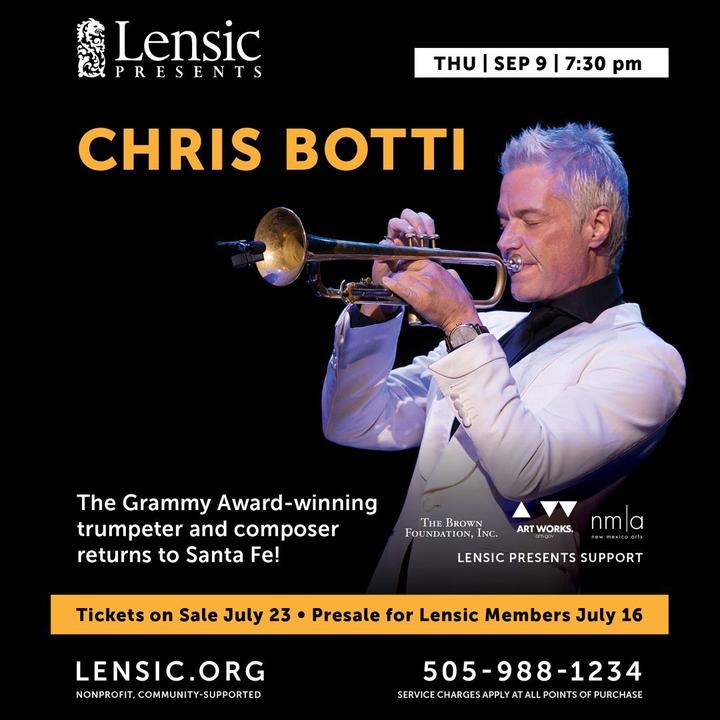 Lensic
PRESENTS
THU | SEP 9 | 7:30 pm
CHRIS BOTTI
The Grammy Award-winning
trumpeter and composer
returns to Santa Fe!
THE BROWN
FOUNDATION, INC.
ART WORKS.
arts.gov
nm|a
new mexico arts
LENSIC PRESENTS SUPPORT
Tickets on Sale July 23 • Presale for Lensic Members July 16
LENSIC.ORG
NONPROFIT, COMMUNITY-SUPPORTED
505-988-1234
SERVICE CHARGES APPLY AT ALL POINTS OF PURCHASE